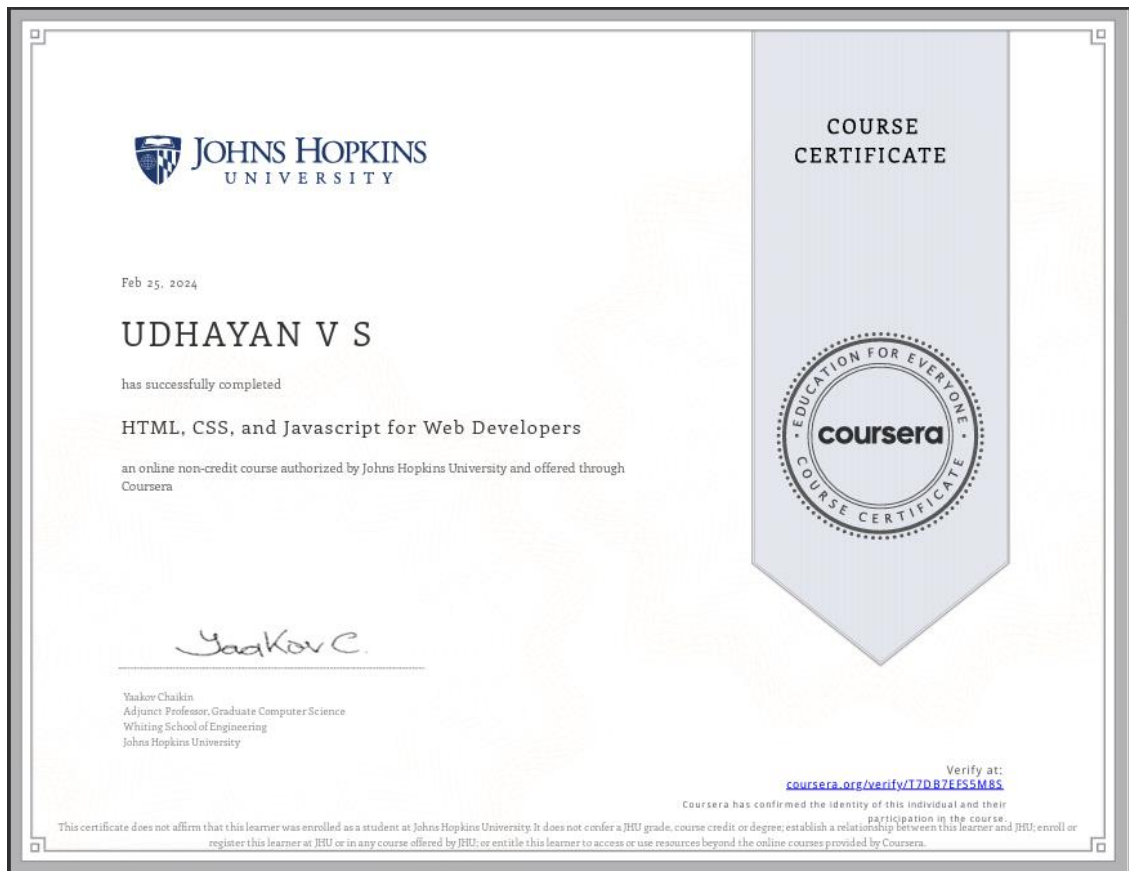 JOHNS HOPKINS
UNIVERSITY
COURSE
CERTIFICATE
Feb 25, 2024
UDHAYAN V S
has successfully completed
HTML, CSS, and Javascript for Web Developers
an online non-credit course authorized by Johns Hopkins University and offered through
Coursera
EDUCATION FOR EVERYONE
coursera
COURSE CERTIFICATE
Yaakov C.
Yaakov Chaikin
Adjunct Professor, Graduate Computer Science
Whiting School of Engineering
Johns Hopkins University
Verify at:
coursera.org/verify/T7DB7EFS5M8S
Coursera has confirmed the identity of this individual and their
participation in the course.
This certificate does not affirm that this learner was enrolled as a student at Johns Hopkins University. It does not confer a JHU grade, course credit or degree; establish a relationship between this learner and JHU; enroll or
register this learner at JHU or in any course offered by JHU; or entitle this learner to access or use resources beyond the online courses provided by Coursera.